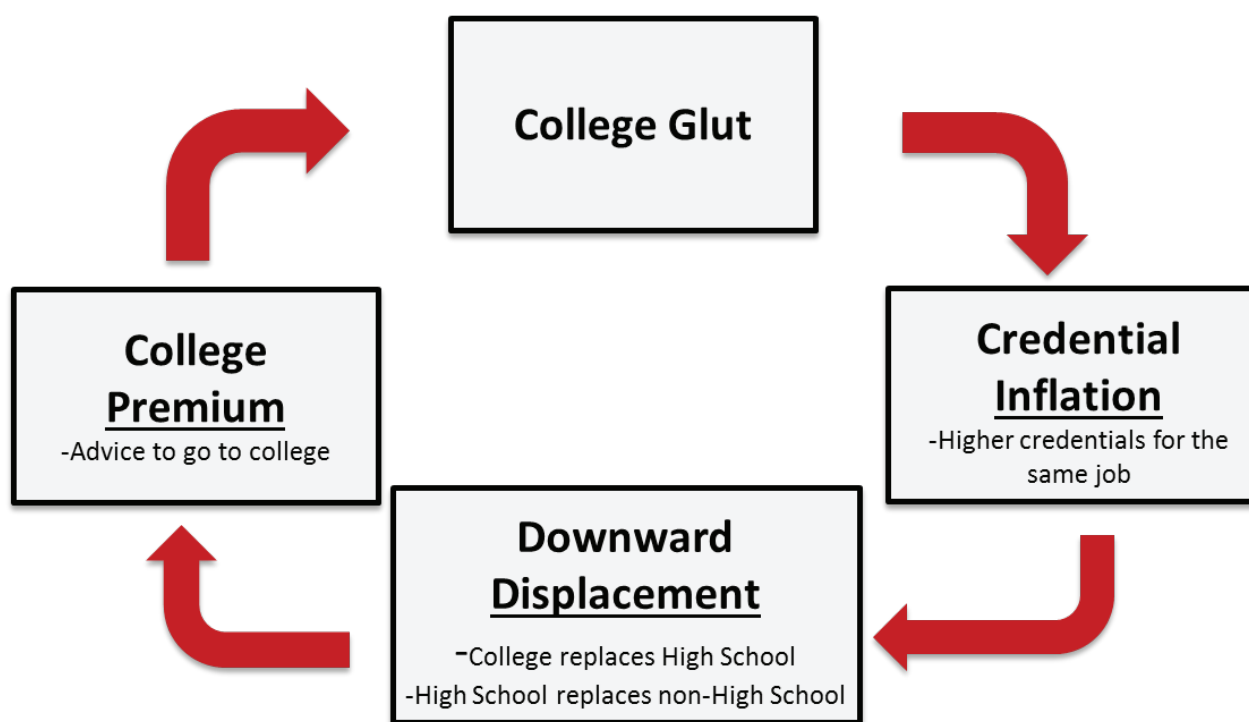 College Glut
Credential
Inflation
-Higher credentials for the
same job
Downward
Displacement
-College replaces High School
-High School replaces non-High School
College
Premium
-Advice to go to college